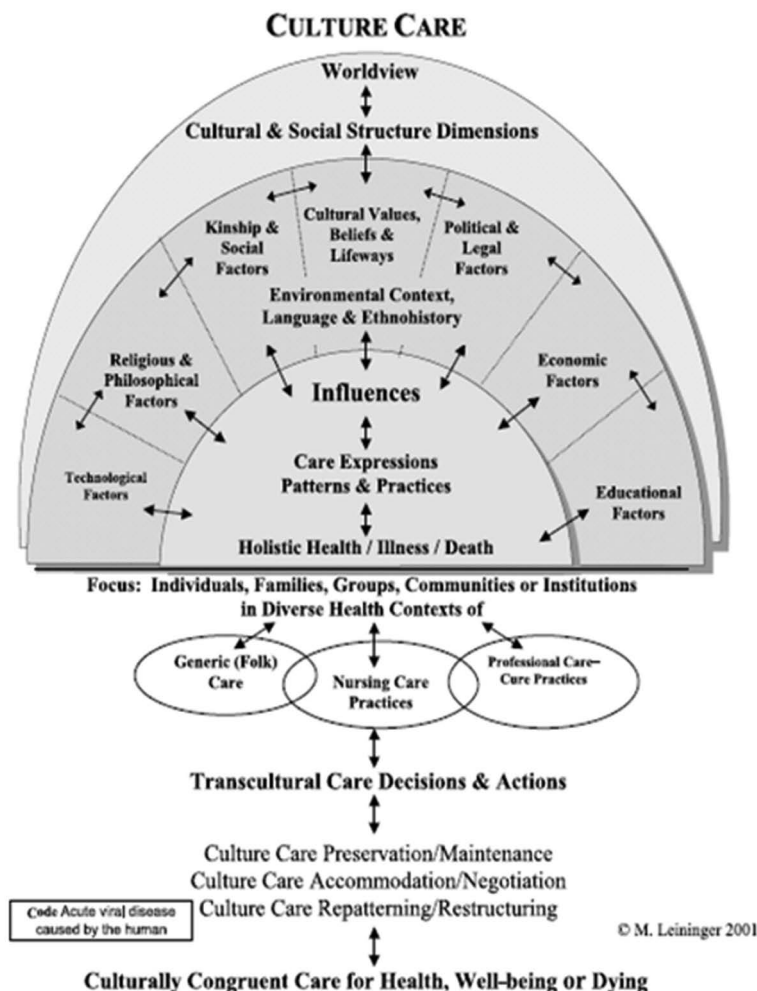 CULTURE CARE
Worldview
Cultural & Social Structure Dimensions
Kinship &
Social
Factors
Cultural Values,
Beliefs &
Lifeways
Political &
Legal
Factors
Environmental Context,
Language & Ethnohistory
Religious &
Philosophical
Factors
Economic
Factors
Influences
Technological
Factors
Care Expressions
Patterns & Practices
Educational
Factors
Holistic Health / Illness / Death
Focus: Individuals, Families, Groups, Communities or Institutions
in Diverse Health Contexts of
Generic (Folk)
Care
Nursing Care
Practices
Professional Care–
Cure Practices
Transcultural Care Decisions & Actions
Culture Care Preservation/Maintenance
Culture Care Accommodation/Negotiation
Culture Care Repatterning/Restructuring
Code Acute viral disease
caused by the human
© M. Leininger 2001
Culturally Congruent Care for Health, Well-being or Dying